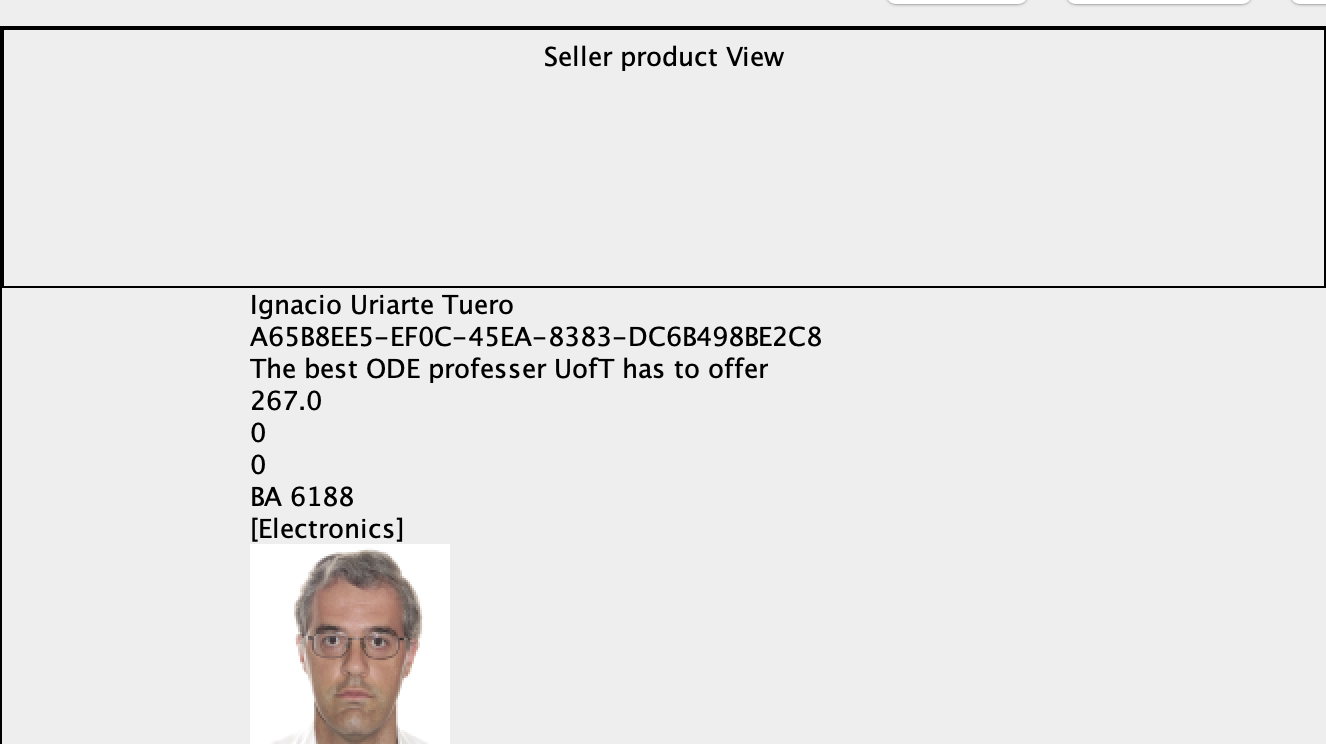 Seller product View
Ignacio Uriarte Tuero
A65B8EE5-EF0C-45EA-8383-DC6B498BE2C8
The best ODE professer UofT has to offer
267.0
0
0
BA 6188
[Electronics]